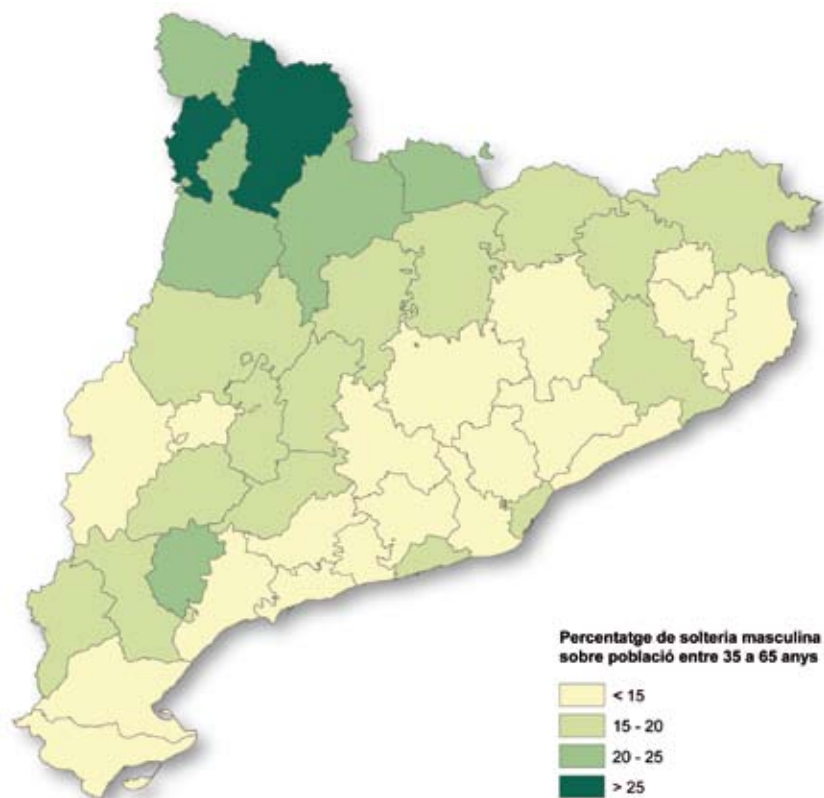 Percentatge de solteria masculina
sobre població entre 35 a 65 anys
< 15
15 - 20
20 - 25
> 25